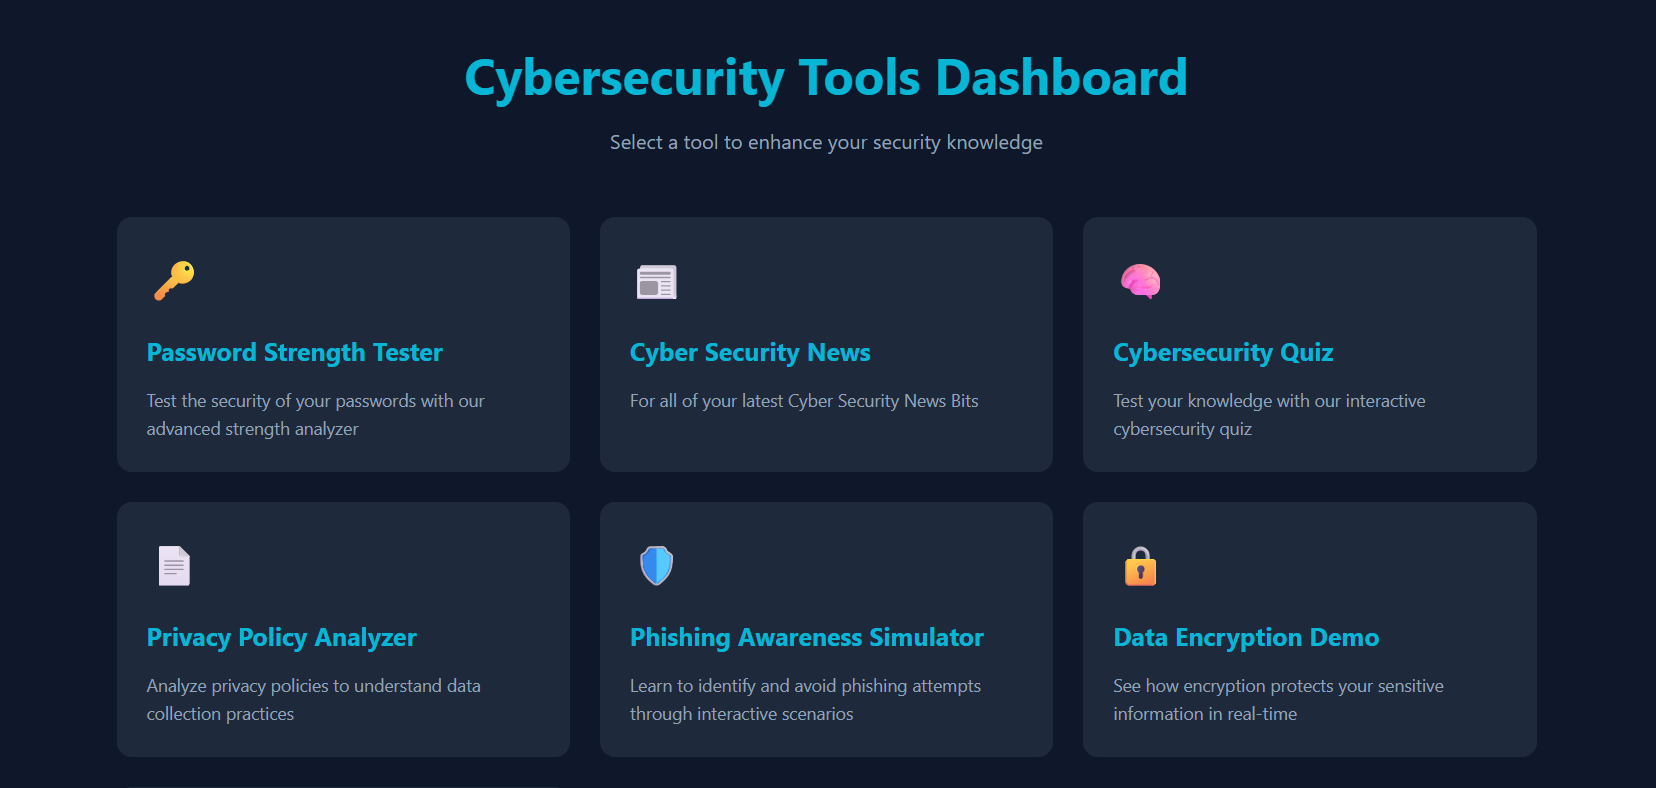 Cybersecurity Tools Dashboard
Select a tool to enhance your security knowledge
Password Strength Tester
Test the security of your passwords with our
advanced strength analyzer
Cyber Security News
For all of your latest Cyber Security News Bits
Cybersecurity Quiz
Test your knowledge with our interactive
cybersecurity quiz
Privacy Policy Analyzer
Analyze privacy policies to understand data
collection practices
Phishing Awareness Simulator
Learn to identify and avoid phishing attempts
through interactive scenarios
Data Encryption Demo
See how encryption protects your sensitive
information in real-time